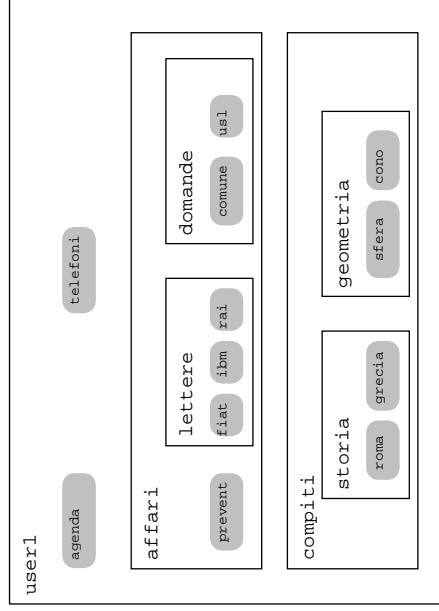 user1
agenda
telefoni
affari
prevent
lettere
fiat
ibm
rai
domande
comune
usl
compiti
storia
roma
grecia
geometria
sfera
cono